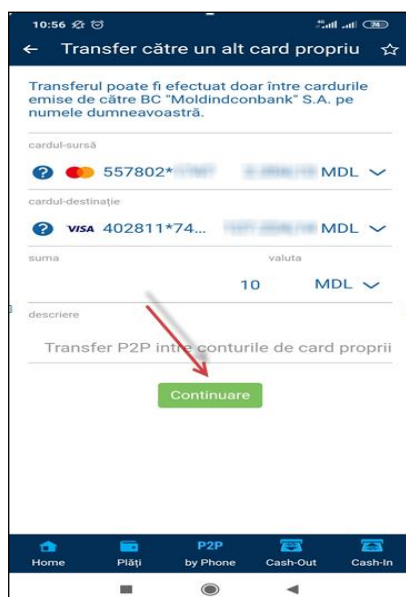 10:56
74
Transfer către un alt card propriu
Transferul poate fi efectuat doar între cardurile
emise de către BC "Moldindconbank" S.A. pe
numele dumneavoastră.
cardul-sursă
? 557802* MDL
cardul-destinație
? VISA 402811*74... MDL
suma valuta
10 MDL
descriere
Transfer P2P intre conturile de card proprii
Continuare
P2P
Home Plăți by Phone Cash-Out Cash-In